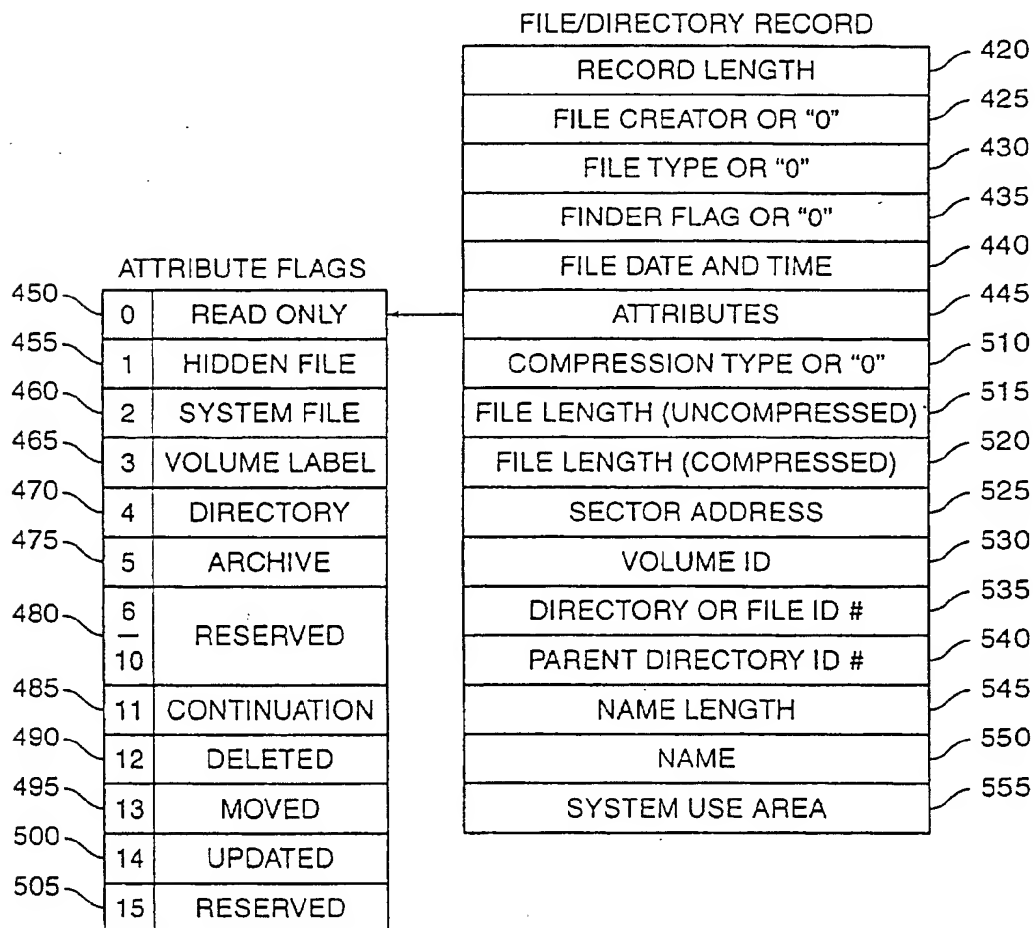 FILE/DIRECTORY RECORD
RECORD LENGTH 420
FILE CREATOR OR “0” 425
FILE TYPE OR “0” 430
FINDER FLAG OR “0” 435
FILE DATE AND TIME 440
ATTRIBUTES 445
COMPRESSION TYPE OR “0” 510
FILE LENGTH (UNCOMPRESSED) 515
FILE LENGTH (COMPRESSED) 520
SECTOR ADDRESS 525
VOLUME ID 530
DIRECTORY OR FILE ID # 535
PARENT DIRECTORY ID # 540
NAME LENGTH 545
NAME 550
SYSTEM USE AREA 555
ATTRIBUTE FLAGS
450 0 READ ONLY
455 1 HIDDEN FILE
460 2 SYSTEM FILE
465 3 VOLUME LABEL
470 4 DIRECTORY
475 5 ARCHIVE
480 6 — 10 RESERVED
485 11 CONTINUATION
490 12 DELETED
495 13 MOVED
500 14 UPDATED
505 15 RESERVED